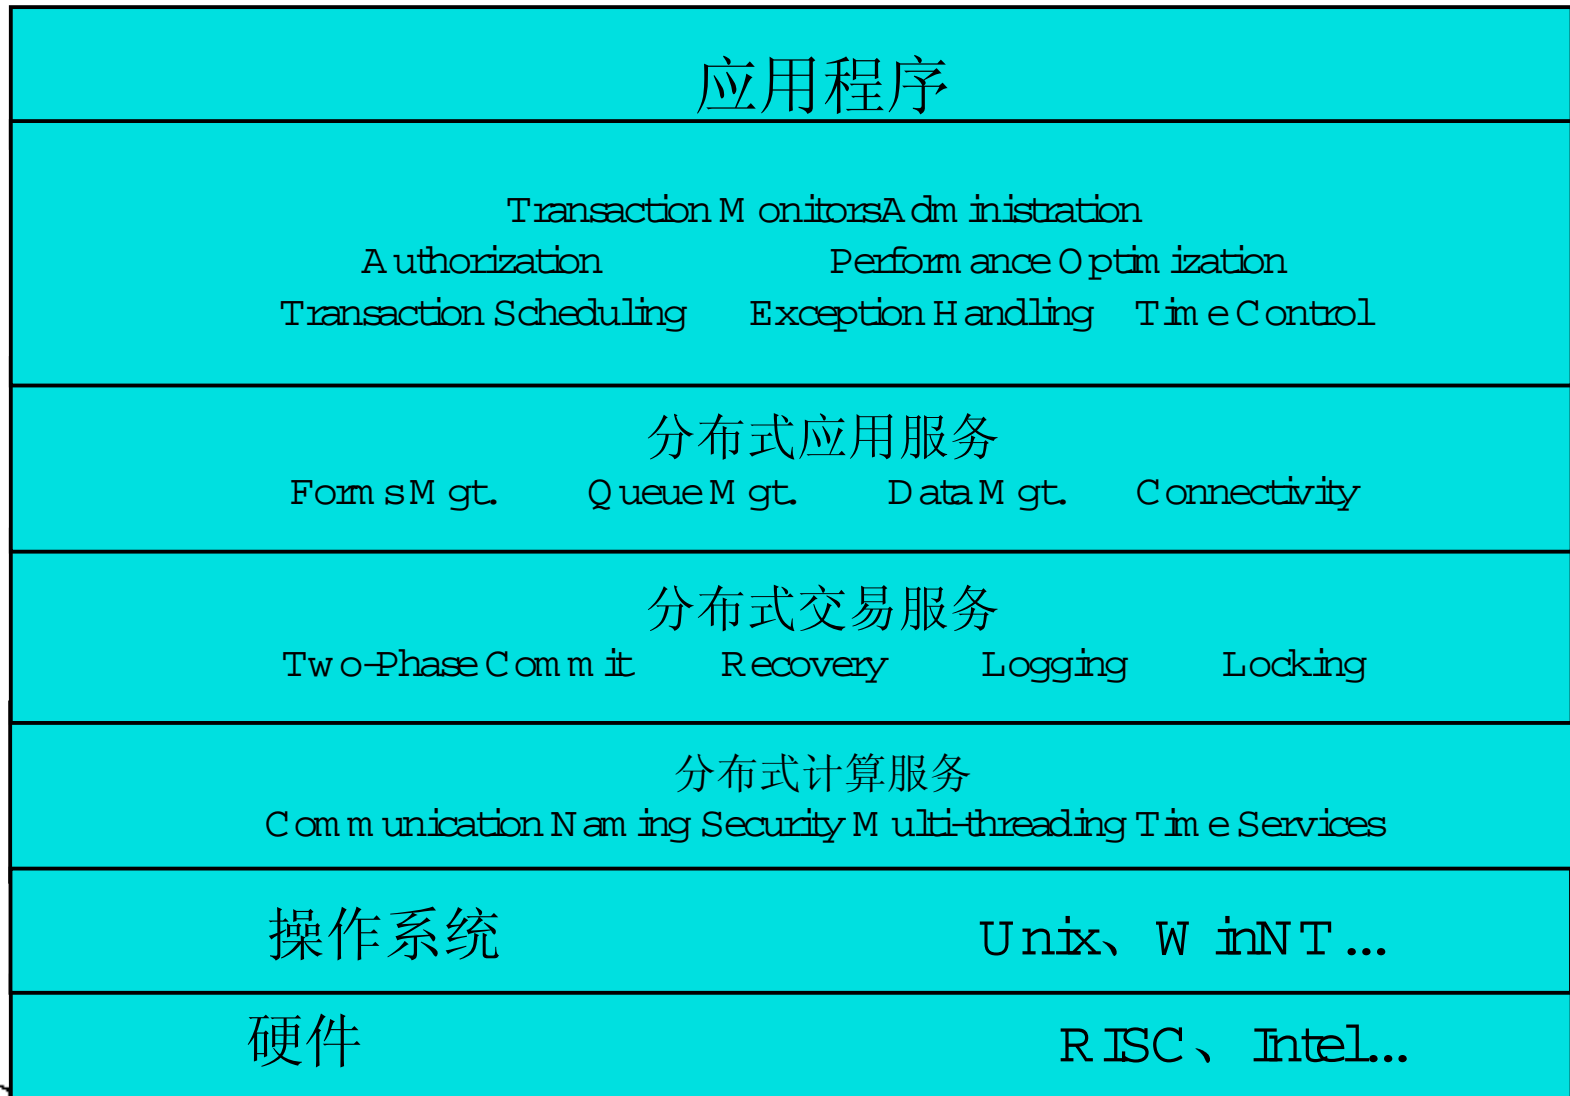 应用程序
Transaction Monitors Administration
Authorization Performance Optimization
Transaction Scheduling Exception Handling Time Control
分布式应用服务
Forms Mgt. Queue Mgt. Data Mgt. Connectivity
分布式交易服务
Two-Phase Commit Recovery Logging Locking
分布式计算服务
Communication Naming Security Multi-threading Time Services
操作系统 Unix、WinNT...
硬件 RISC、Intel...